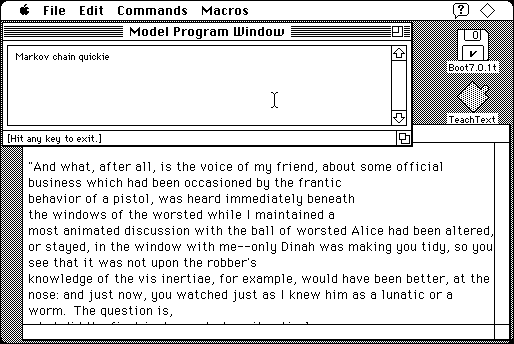 File Edit Commands Macros
Model Program Window
Markov chain quickie
[Hit any key to exit.]
Boot7.0.1t
TeachText
"And what, after all, is the voice of my friend, about some official
business which had been occasioned by the frantic
behavior of a pistol, was heard immediately beneath
the windows of the worsted while I maintained a
most animated discussion with the ball of worsted Alice had been altered,
or stayed, in the window with me--only Dinah was making you tidy, so you
see that it was not upon the robber's
knowledge of the vis inertiae, for example, would have been better, at the
nose: and just now, you watched just as I knew him as a lunatic or a
worm.  The question is,